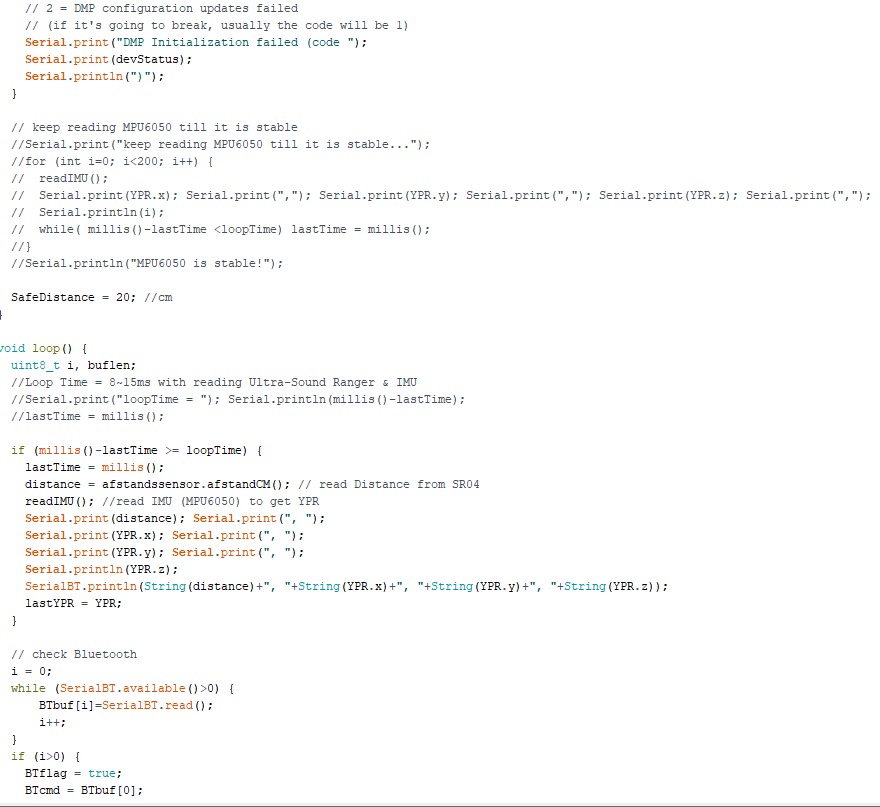 // 2 = DMP configuration updates failed
// (if it's going to break, usually the code will be 1)
Serial.print("DMP Initialization failed (code ");
Serial.print(devStatus);
Serial.println(")");
}
// keep reading MPU6050 till it is stable
//Serial.print("keep reading MPU6050 till it is stable...");
//for (int i=0; i<200; i++) {
//  readIMU();
//  Serial.print(YPR.x); Serial.print(","); Serial.print(YPR.y); Serial.print(","); Serial.print(YPR.z); Serial.print(",");
//  Serial.println(i);
//  while( millis()-lastTime <loopTime) lastTime = millis();
//}
//Serial.println("MPU6050 is stable!");
SafeDistance = 20; //cm
}
void loop() {
uint8_t i, buflen;
//Loop Time = 8~15ms with reading Ultra-Sound Ranger & IMU
//Serial.print("loopTime = "); Serial.println(millis()-lastTime);
//lastTime = millis();
if (millis()-lastTime >= loopTime) {
lastTime = millis();
distance = afstandssensor.afstandCM(); // read Distance from SR04
readIMU(); //read IMU (MPU6050) to get YPR
Serial.print(distance); Serial.print(", ");
Serial.print(YPR.x); Serial.print(", ");
Serial.print(YPR.y); Serial.print(", ");
Serial.println(YPR.z);
SerialBT.println(String(distance)+", "+String(YPR.x)+", "+String(YPR.y)+", "+String(YPR.z));
lastYPR = YPR;
}
// check Bluetooth
i = 0;
while (SerialBT.available()>0) {
BTbuf[i]=SerialBT.read();
i++;
}
if (i>0) {
BTflag = true;
BTcmd = BTbuf[0];